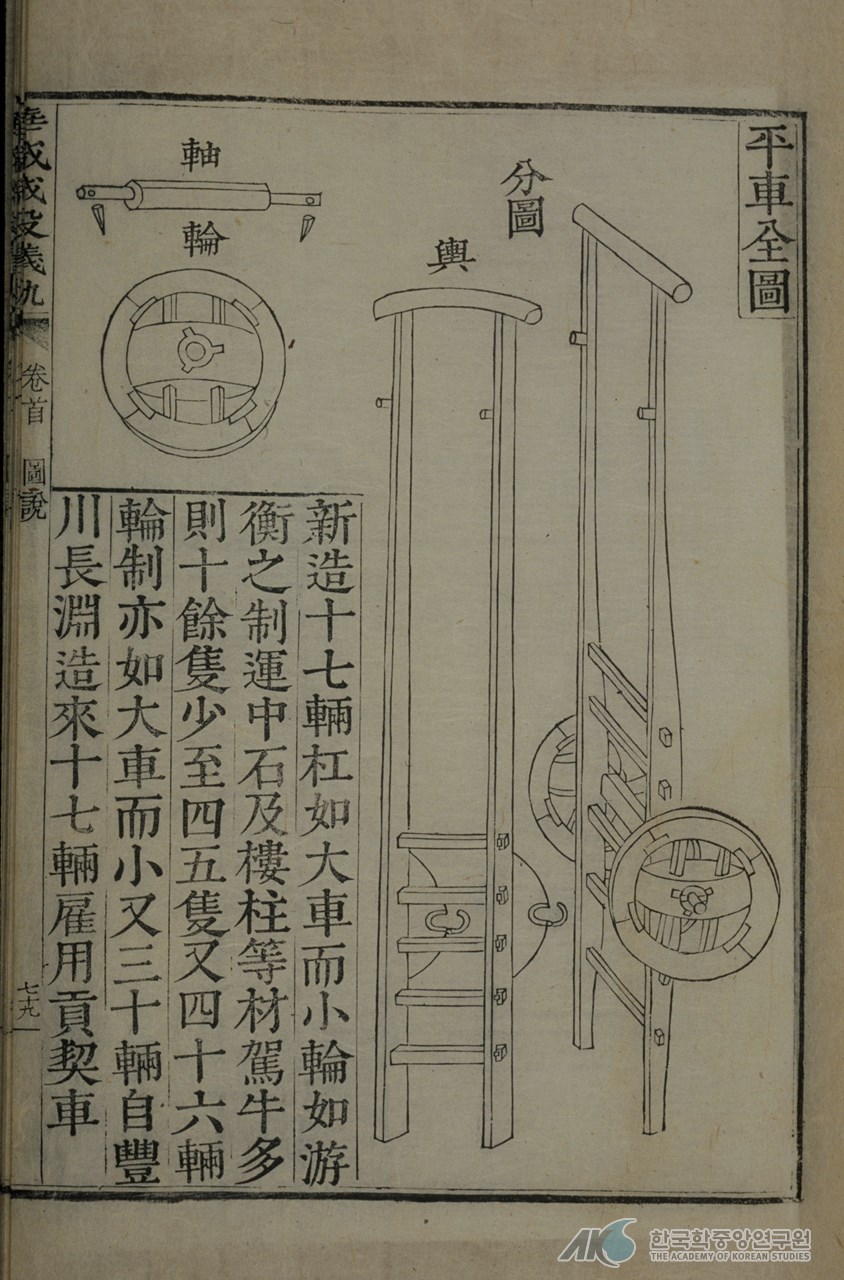 平車全圖
分圖
輿
軸
輪
新造十七輛杠如大車而小輪如游
衡之制運中石及樓柱等材駕牛多
則十餘隻少至四五隻又四十六輛
輪制亦如大車而小又三十輛自豐
川長淵造來十七輛雇用貢契車
華城城役儀軌
卷首
圖說
七十九
한국학중앙연구원
THE ACADEMY OF KOREAN STUDIES
AKS